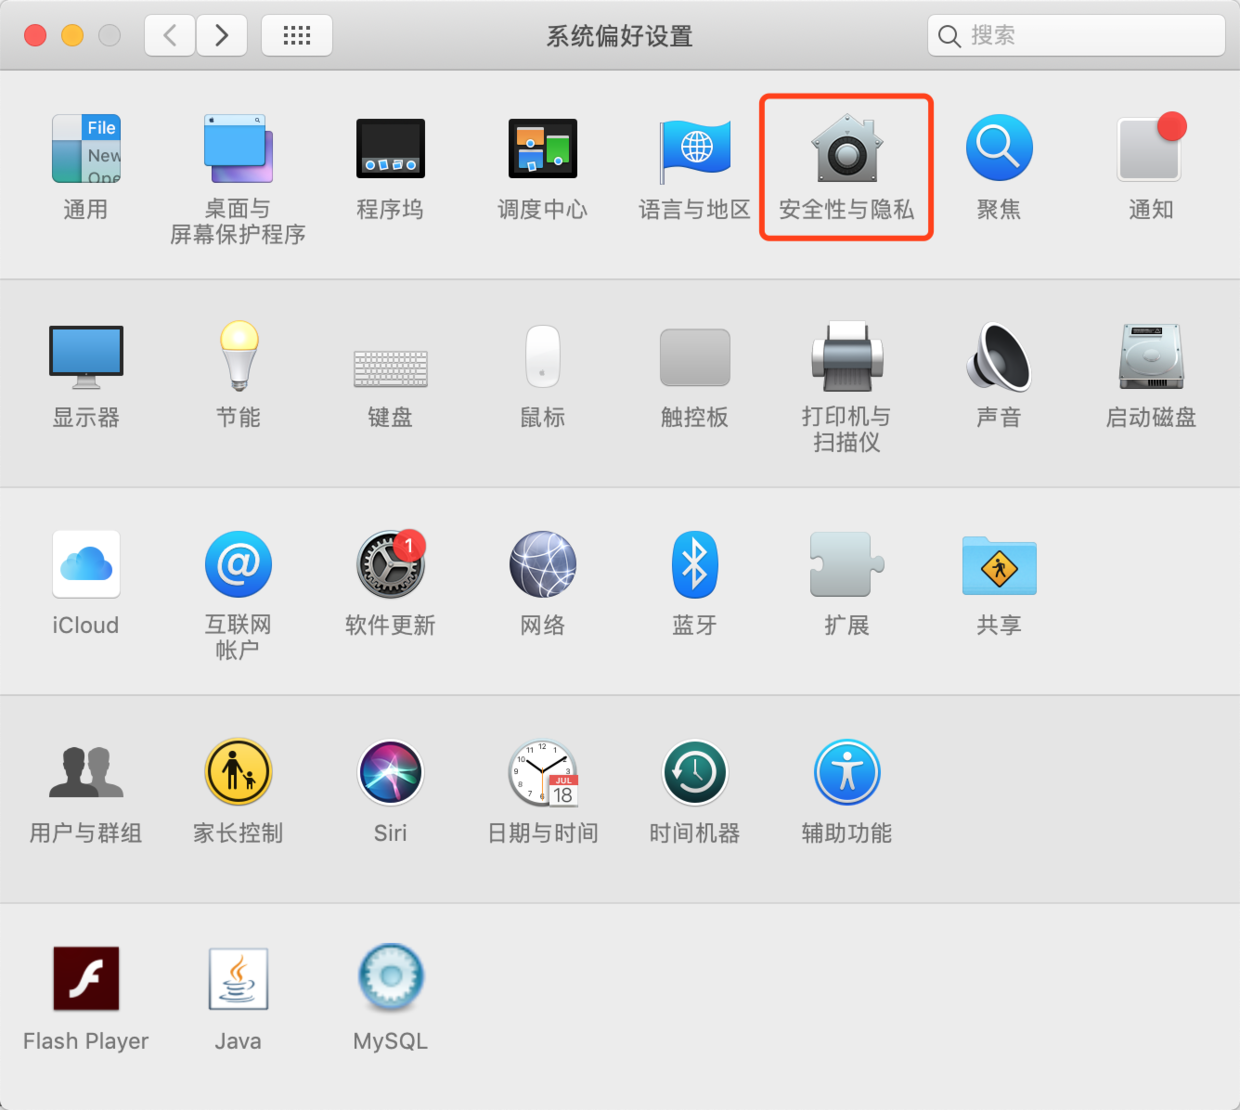 系统偏好设置
搜索
File
New
Ope
通用
桌面与
屏幕保护程序
程序坞
调度中心
语言与地区
安全性与隐私
聚焦
通知
显示器
节能
键盘
鼠标
触控板
打印机与
扫描仪
声音
启动磁盘
1
iCloud
互联网
帐户
软件更新
网络
蓝牙
扩展
共享
JUL
18
用户与群组
家长控制
Siri
日期与时间
时间机器
辅助功能
Flash Player
Java
MySQL